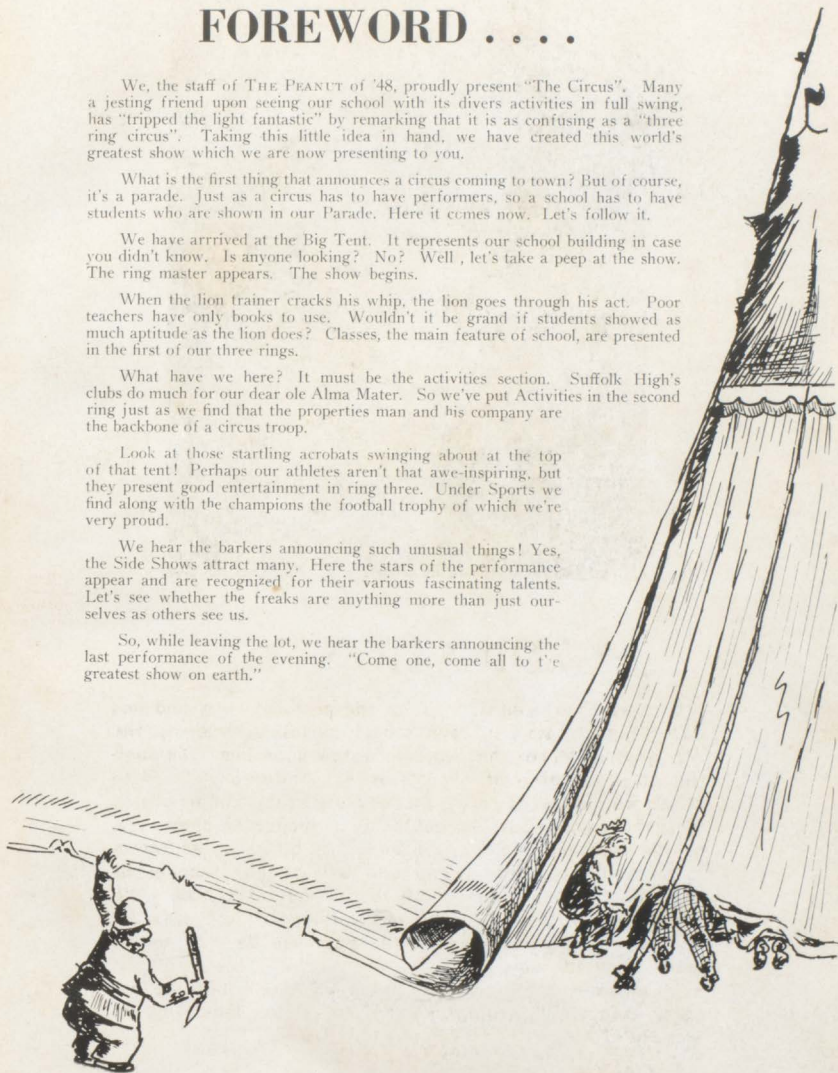 FOREWORD . . . .
We, the staff of THE PEANUT of '48, proudly present "The Circus". Many
a jesting friend upon seeing our school with its divers activities in full swing,
has "tripped the light fantastic" by remarking that it is as confusing as a "three
ring circus". Taking this little idea in hand, we have created this world's
greatest show which we are now presenting to you.
What is the first thing that announces a circus coming to town? But of course,
it's a parade. Just as a circus has to have performers, so a school has to have
students who are shown in our Parade. Here it comes now. Let's follow it.
We have arrrived at the Big Tent. It represents our school building in case
you didn't know. Is anyone looking? No? Well , let's take a peep at the show.
The ring master appears. The show begins.
When the lion trainer cracks his whip, the lion goes through his act. Poor
teachers have only books to use. Wouldn't it be grand if students showed as
much aptitude as the lion does? Classes, the main feature of school, are presented
in the first of our three rings.
What have we here? It must be the activities section. Suffolk High's
clubs do much for our dear ole Alma Mater. So we've put Activities in the second
ring just as we find that the properties man and his company are
the backbone of a circus troop.
Look at those startling acrobats swinging about at the top
of that tent! Perhaps our athletes aren't that awe-inspiring, but
they present good entertainment in ring three. Under Sports we
find along with the champions the football trophy of which we're
very proud.
We hear the barkers announcing such unusual things! Yes,
the Side Shows attract many. Here the stars of the performance
appear and are recognized for their various fascinating talents.
Let's see whether the freaks are anything more than just our-
selves as others see us.
So, while leaving the lot, we hear the barkers announcing the
last performance of the evening. "Come one, come all to t'e
greatest show on earth."